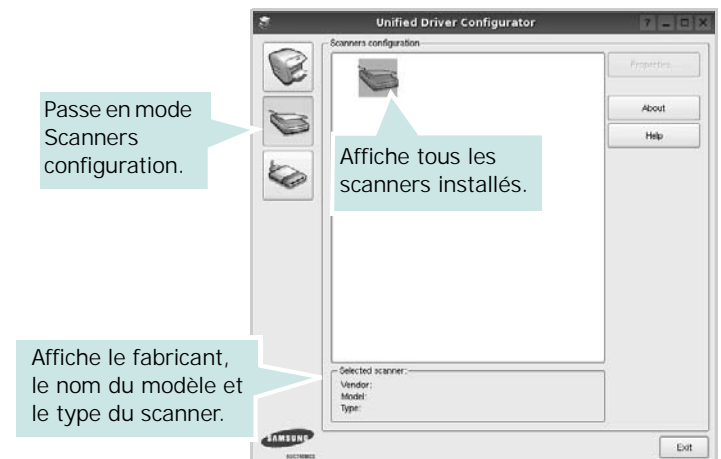 Unified Driver Configurator
Scanners configuration
Properties...
About
Help
Passe en mode
Scanners
configuration.
Affiche tous les
scanners installés.
Affiche le fabricant,
le nom du modèle et
le type du scanner.
Selected scanner:
Vendor:
Model:
Type:
SAMSUNG
ELECTRONICS
Exit